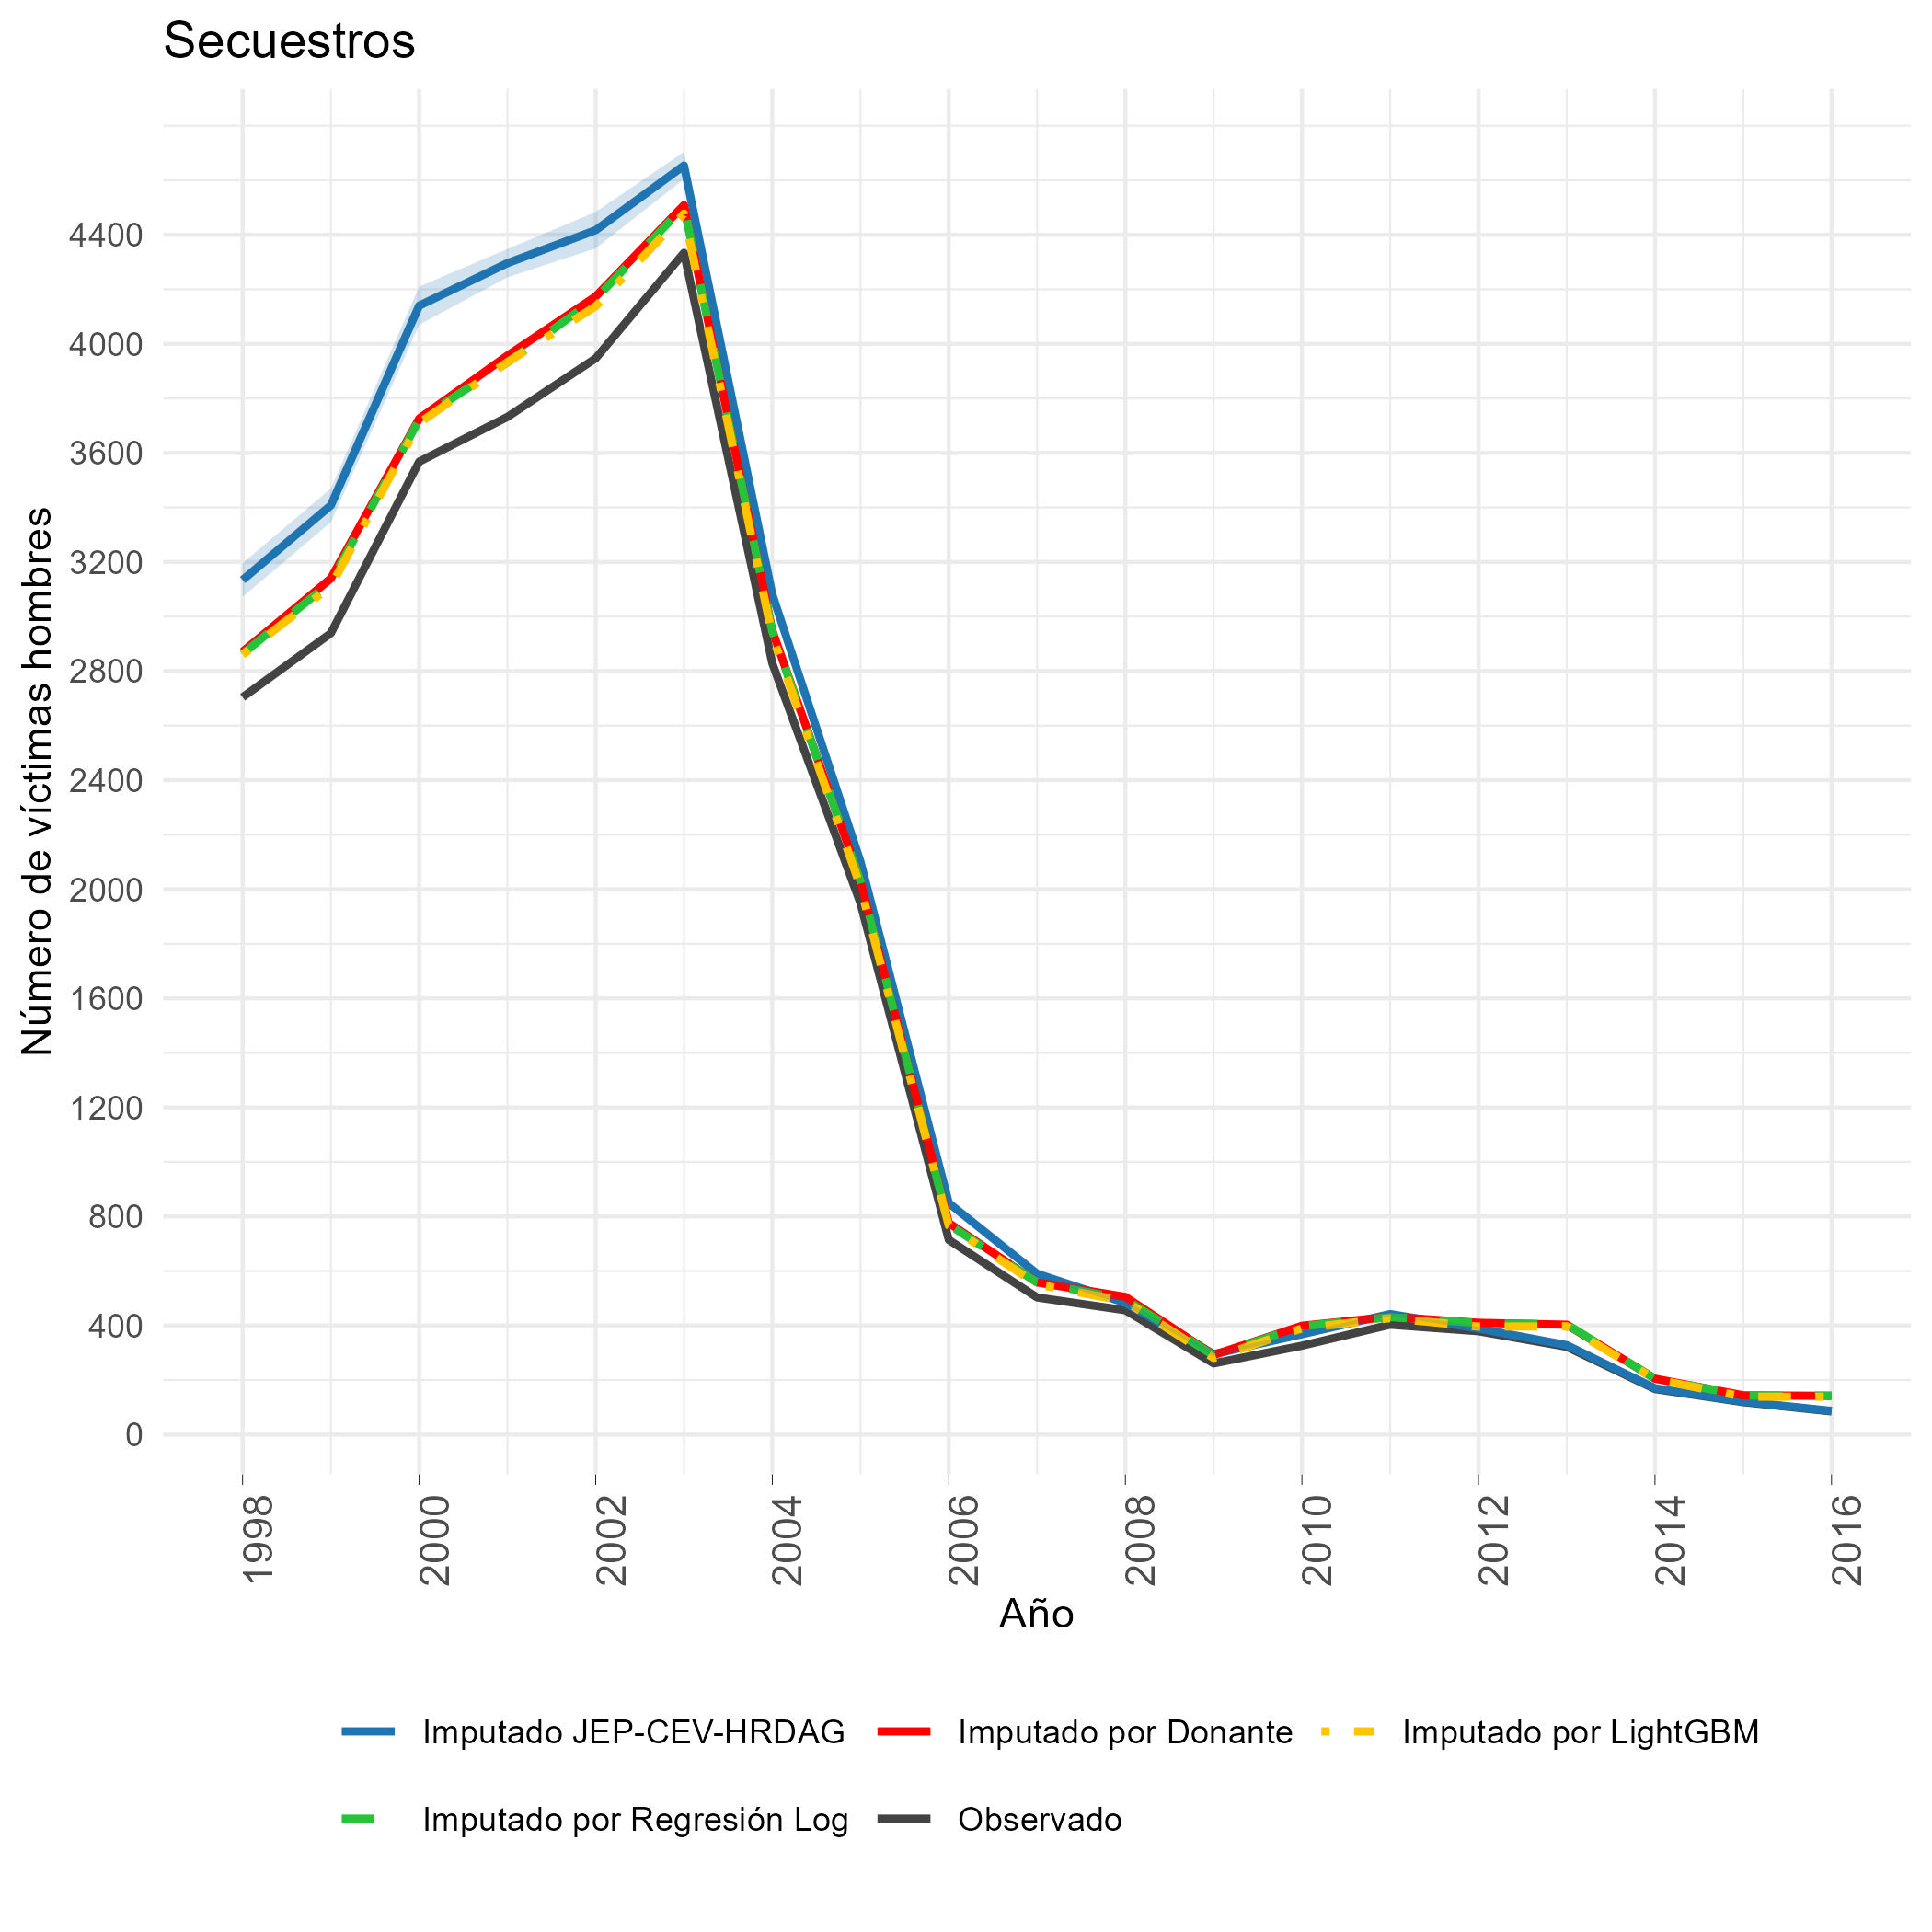 Secuestros
Número de víctimas hombres
4400
4000
3600
3200
2800
2400
2000
1600
1200
800
400
0
1998
2000
2002
2004
2006
2008
2010
2012
2014
2016
Año
Imputado JEP-CEV-HRDAG
Imputado por Donante
Imputado por LightGBM
Imputado por Regresión Log
Observado